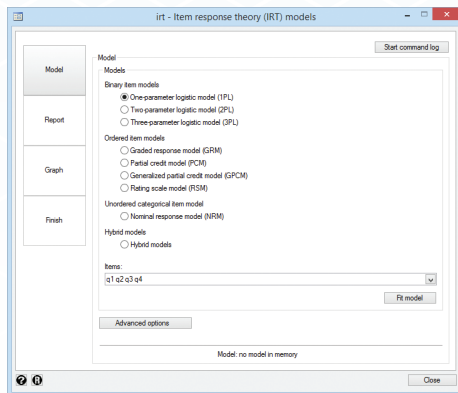 irt - Item response theory (IRT) models
Start command log
Model
Report
Graph
Finish
Model
Models
Binary item models
One-parameter logistic model (1PL)
Two-parameter logistic model (2PL)
Three-parameter logistic model (3PL)
Ordered item models
Graded response model (GRM)
Partial credit model (PCM)
Generalized partial credit model (GPCM)
Rating scale model (RSM)
Unordered categorical item model
Nominal response model (NRM)
Hybrid models
Hybrid models
Items:
q1 q2 q3 q4
Fit model
Advanced options
Model: no model in memory
? R
Close